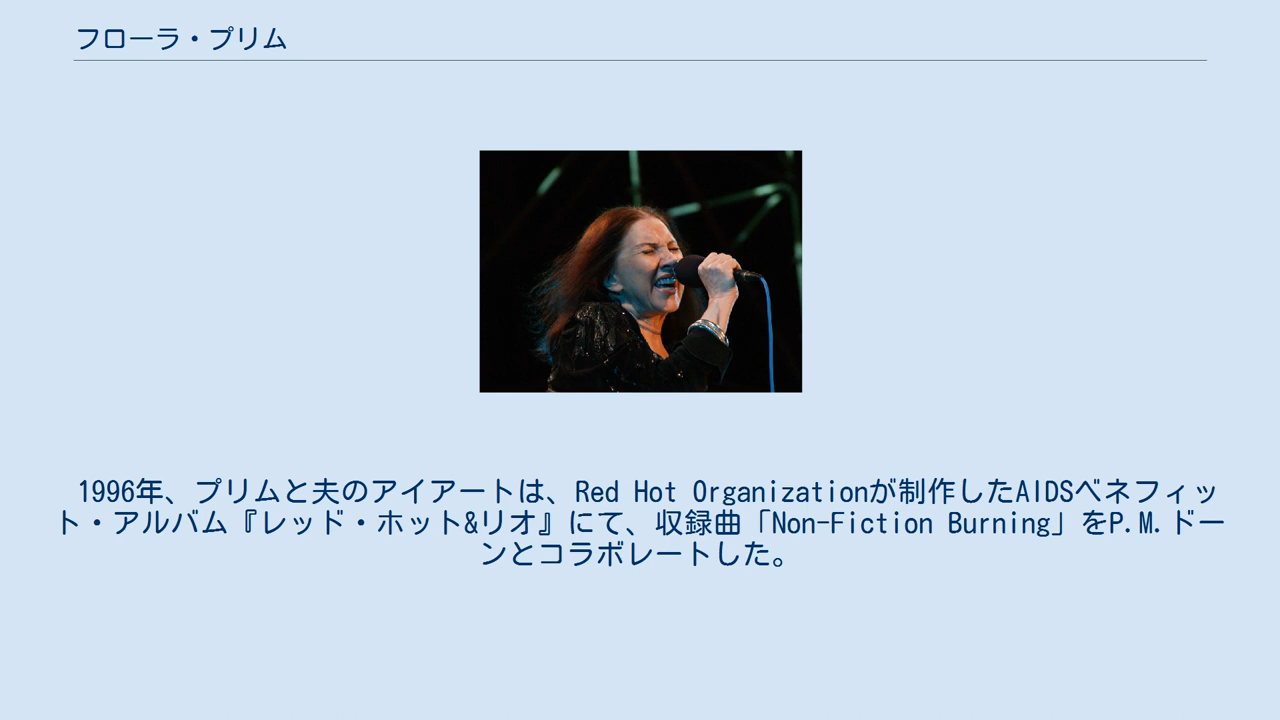 フローラ・プリム
1996年、プリムと夫のアイアートは、Red Hot Organizationが制作したAIDSベネフィッ
ト・アルバム『レッド・ホット&リオ』にて、収録曲「Non-Fiction Burning」をP.M.ドー
ンとコラボレートした。